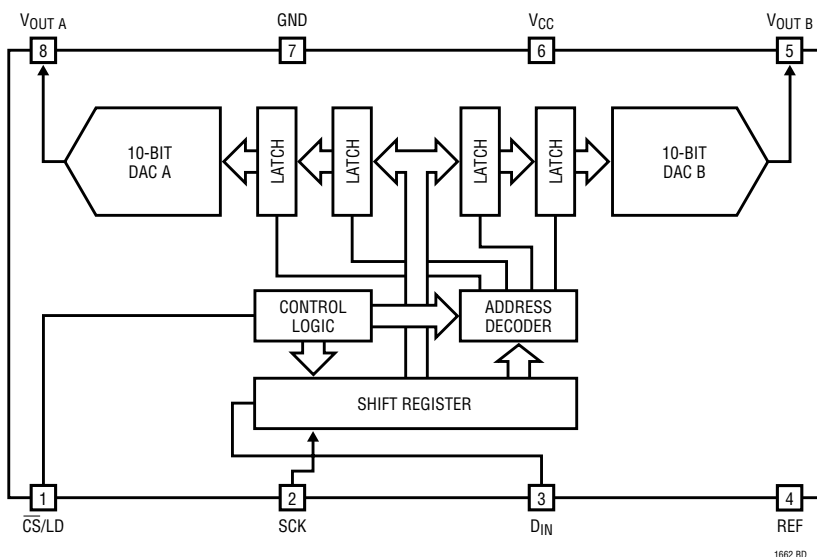 VOUT A
GND
VCC
VOUT B
8
7
6
5
10-BIT
DAC A
LATCH
LATCH
LATCH
LATCH
10-BIT
DAC B
CONTROL
LOGIC
ADDRESS
DECODER
SHIFT REGISTER
1
2
3
4
C̅S̅/LD
SCK
DIN
REF
1662 BD